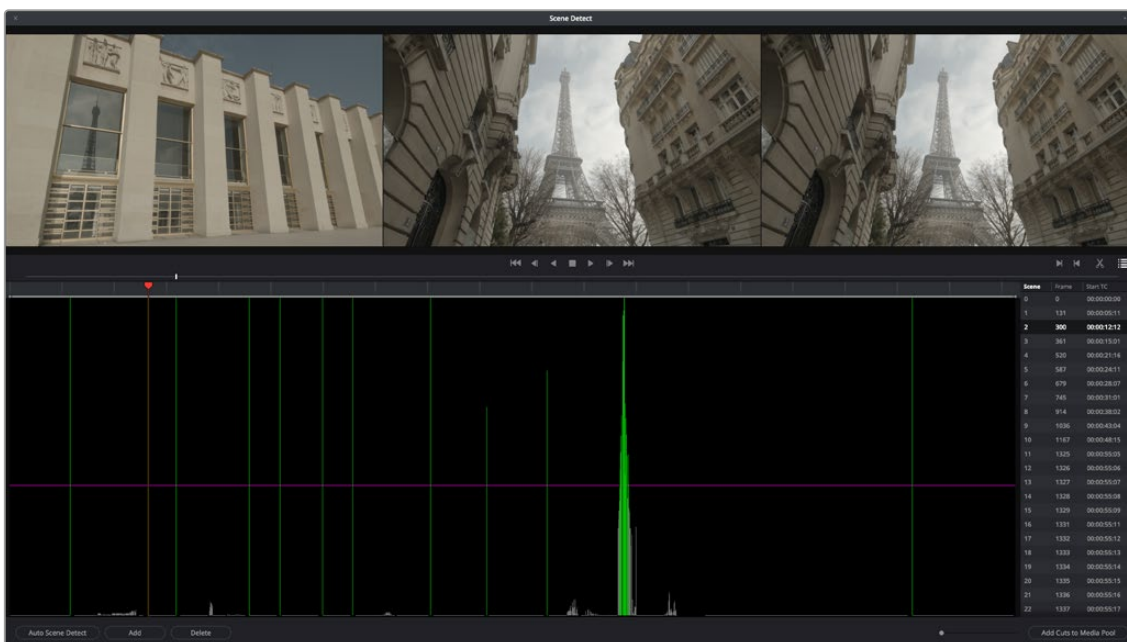 Scene Detect
Scene Frame Start TC
0 0 00:00:00:00
1 131 00:00:05:11
2 300 00:00:12:12
3 361 00:00:15:01
4 520 00:00:21:16
5 587 00:00:24:11
6 679 00:00:28:07
7 745 00:00:31:01
8 914 00:00:38:02
9 1036 00:00:43:04
10 1167 00:00:48:15
11 1325 00:00:55:05
12 1326 00:00:55:06
13 1327 00:00:55:07
14 1328 00:00:55:08
15 1329 00:00:55:09
16 1331 00:00:55:11
17 1332 00:00:55:12
18 1333 00:00:55:13
19 1334 00:00:55:14
20 1335 00:00:55:15
21 1336 00:00:55:16
22 1337 00:00:55:17
Auto Scene Detect Add Delete Add Cuts to Media Pool